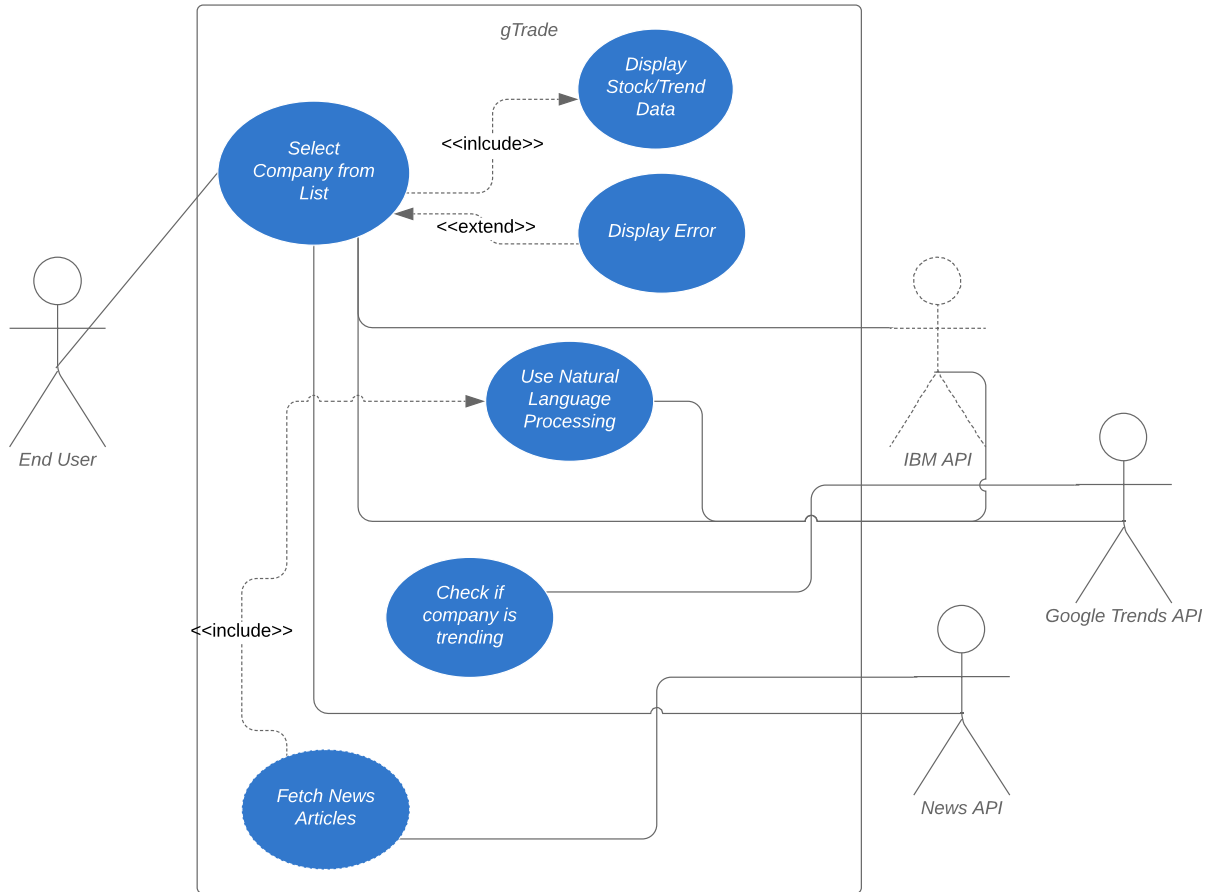 gTrade
Display
Stock/Trend
Data
Select
Company from
List
<<inlcude>>
<<extend>>
Display Error
Use Natural
Language
Processing
End User
IBM API
Check if
company is
trending
Google Trends API
<<include>>
Fetch News
Articles
News API